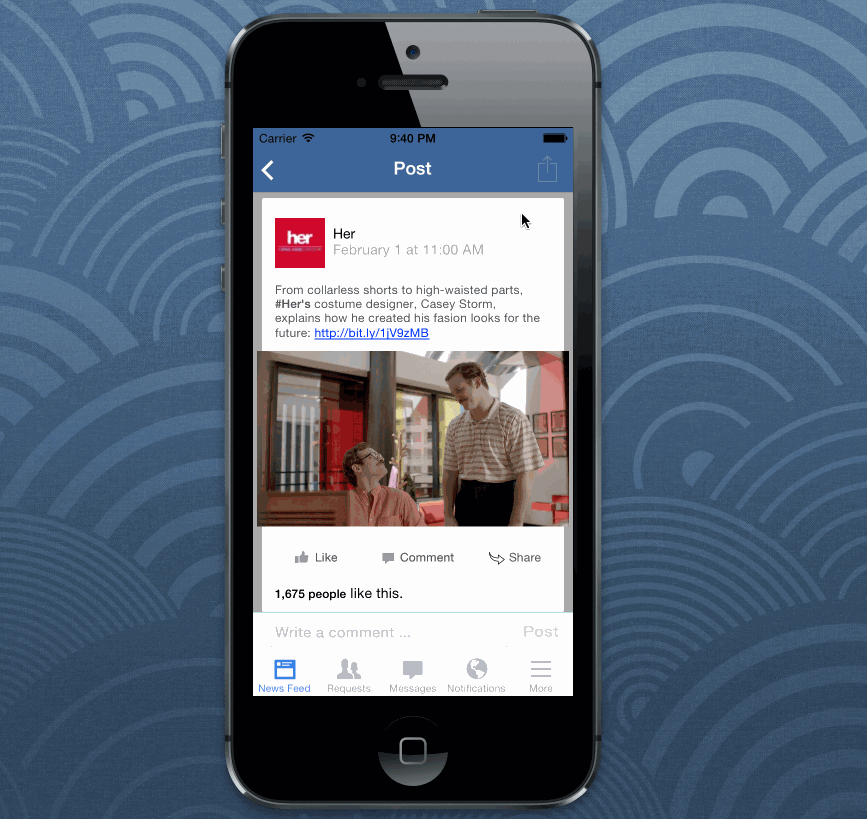 Carrier
9:40 PM
Post
her
Her
February 1 at 11:00 AM
From collarless shorts to high-waisted parts,
#Her's costume designer, Casey Storm,
explains how he created his fasion looks for the
future: http://bit.ly/1jV9zMB
Like
Comment
Share
1,675 people like this.
Write a comment ...
Post
News Feed
Requests
Messages
Notifications
More